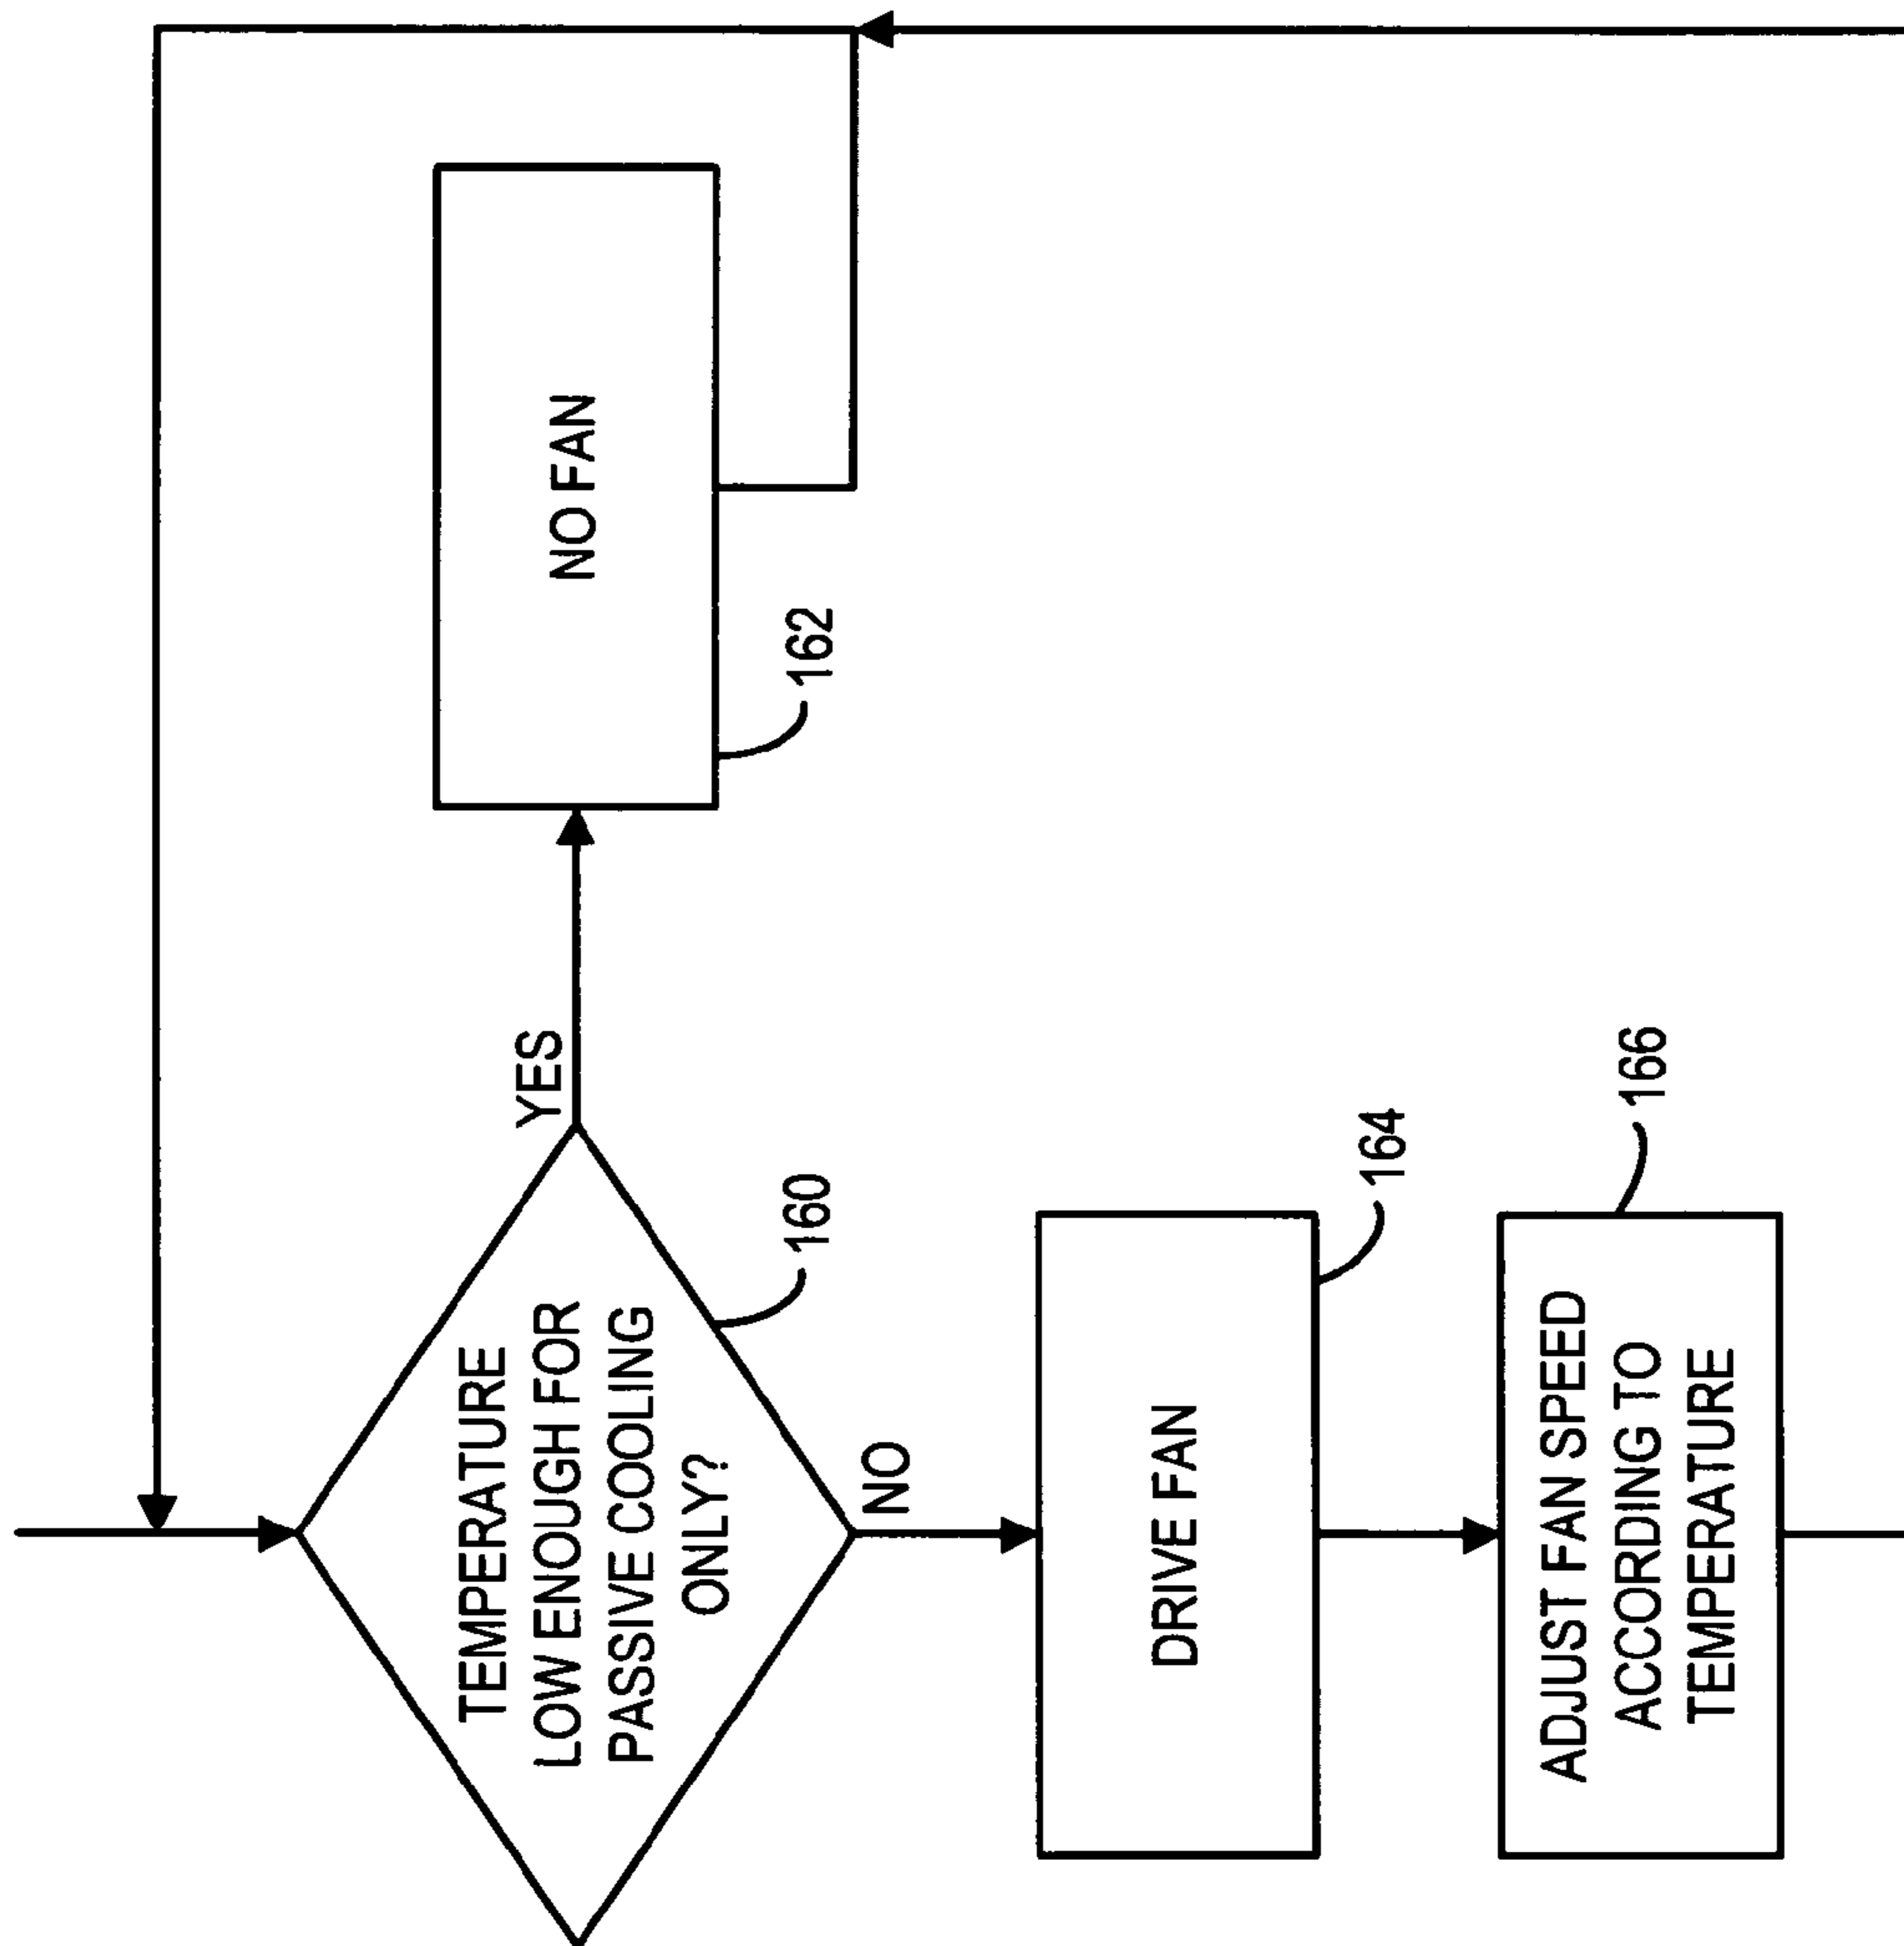 TEMPERATURE
LOW ENOUGH FOR
PASSIVE COOLING
ONLY?
160
YES
NO FAN
162
NO
DRIVE FAN
164
ADJUST FAN SPEED
ACCORDING TO
TEMPERATURE
166